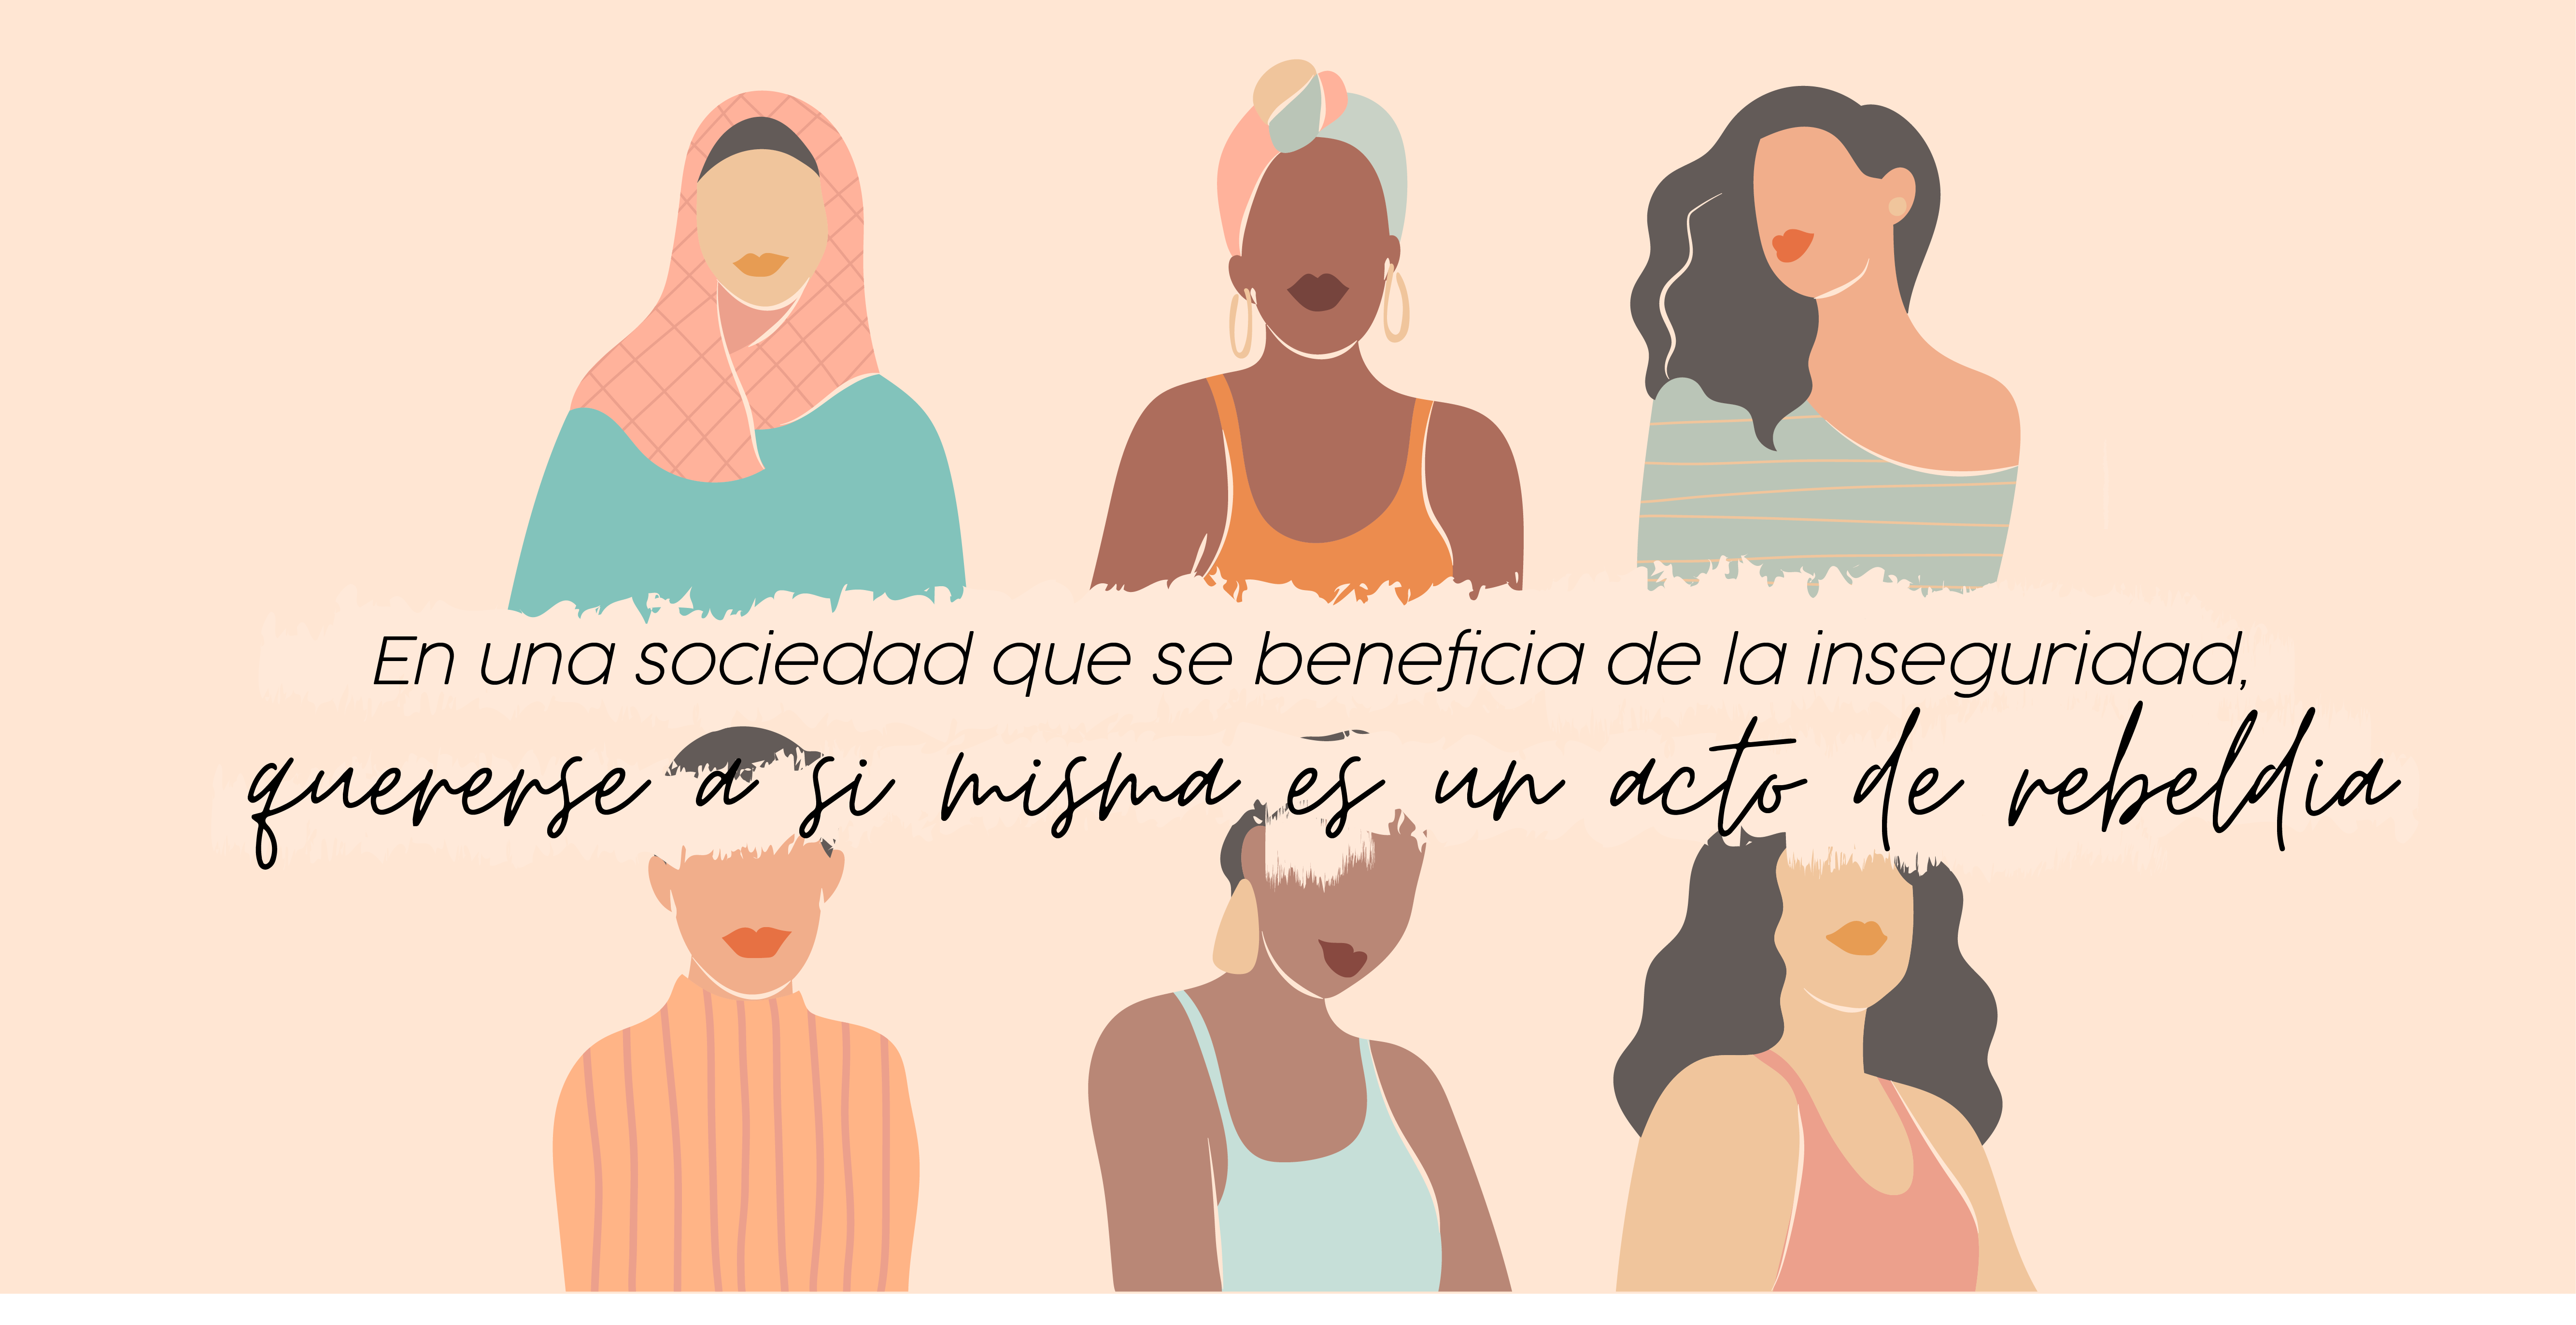 En una sociedad que se beneficia de la inseguridad,
quererse a si misma es un acto de rebeldia